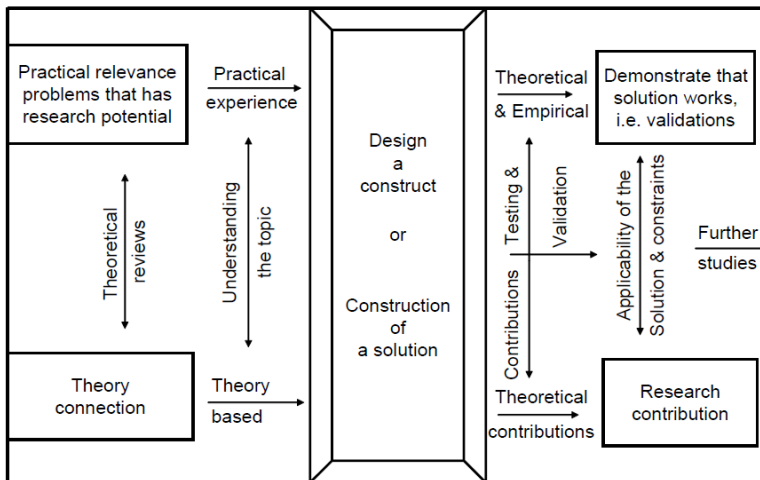 Practical relevance
problems that has
research potential
Practical
experience
Theoretical
reviews
Understanding
the topic
Theory
connection
Theory
based
Design
a
construct
or
Construction
of
a solution
Theoretical
& Empirical
Demonstrate that
solution works,
i.e. validations
Testing &
Contributions
Validation
Applicability of the
Solution & constraints
Further
studies
Theoretical
contributions
Research
contribution